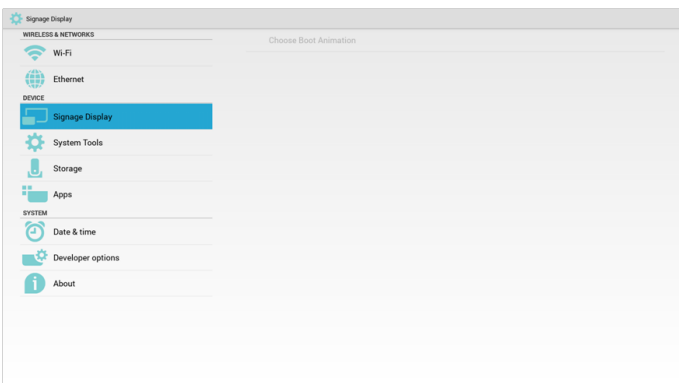 Signage Display
WIRELESS & NETWORKS
Wi-Fi
Ethernet
DEVICE
Signage Display
System Tools
Storage
Apps
SYSTEM
Date & time
Developer options
About
Choose Boot Animation